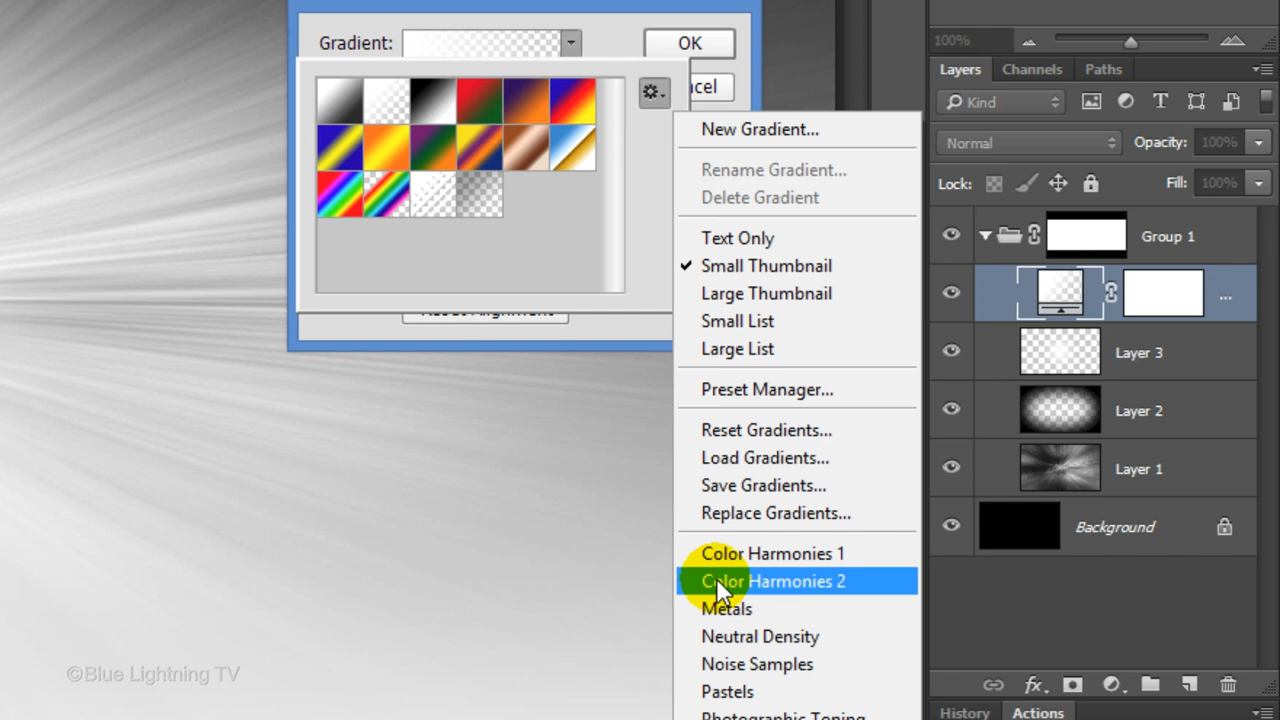 Gradient:
OK
cel
New Gradient...
Rename Gradient...
Delete Gradient
Text Only
Small Thumbnail
Large Thumbnail
Small List
Large List
Preset Manager...
Reset Gradients...
Load Gradients...
Save Gradients...
Replace Gradients...
Color Harmonies 1
Color Harmonies 2
Metals
Neutral Density
Noise Samples
Pastels
Photographic Toning
©Blue Lightning TV
100%
Layers Channels Paths
Kind
Normal Opacity: 100%
Lock: Fill: 100%
Group 1
...
Layer 3
Layer 2
Layer 1
Background
fx
History Actions